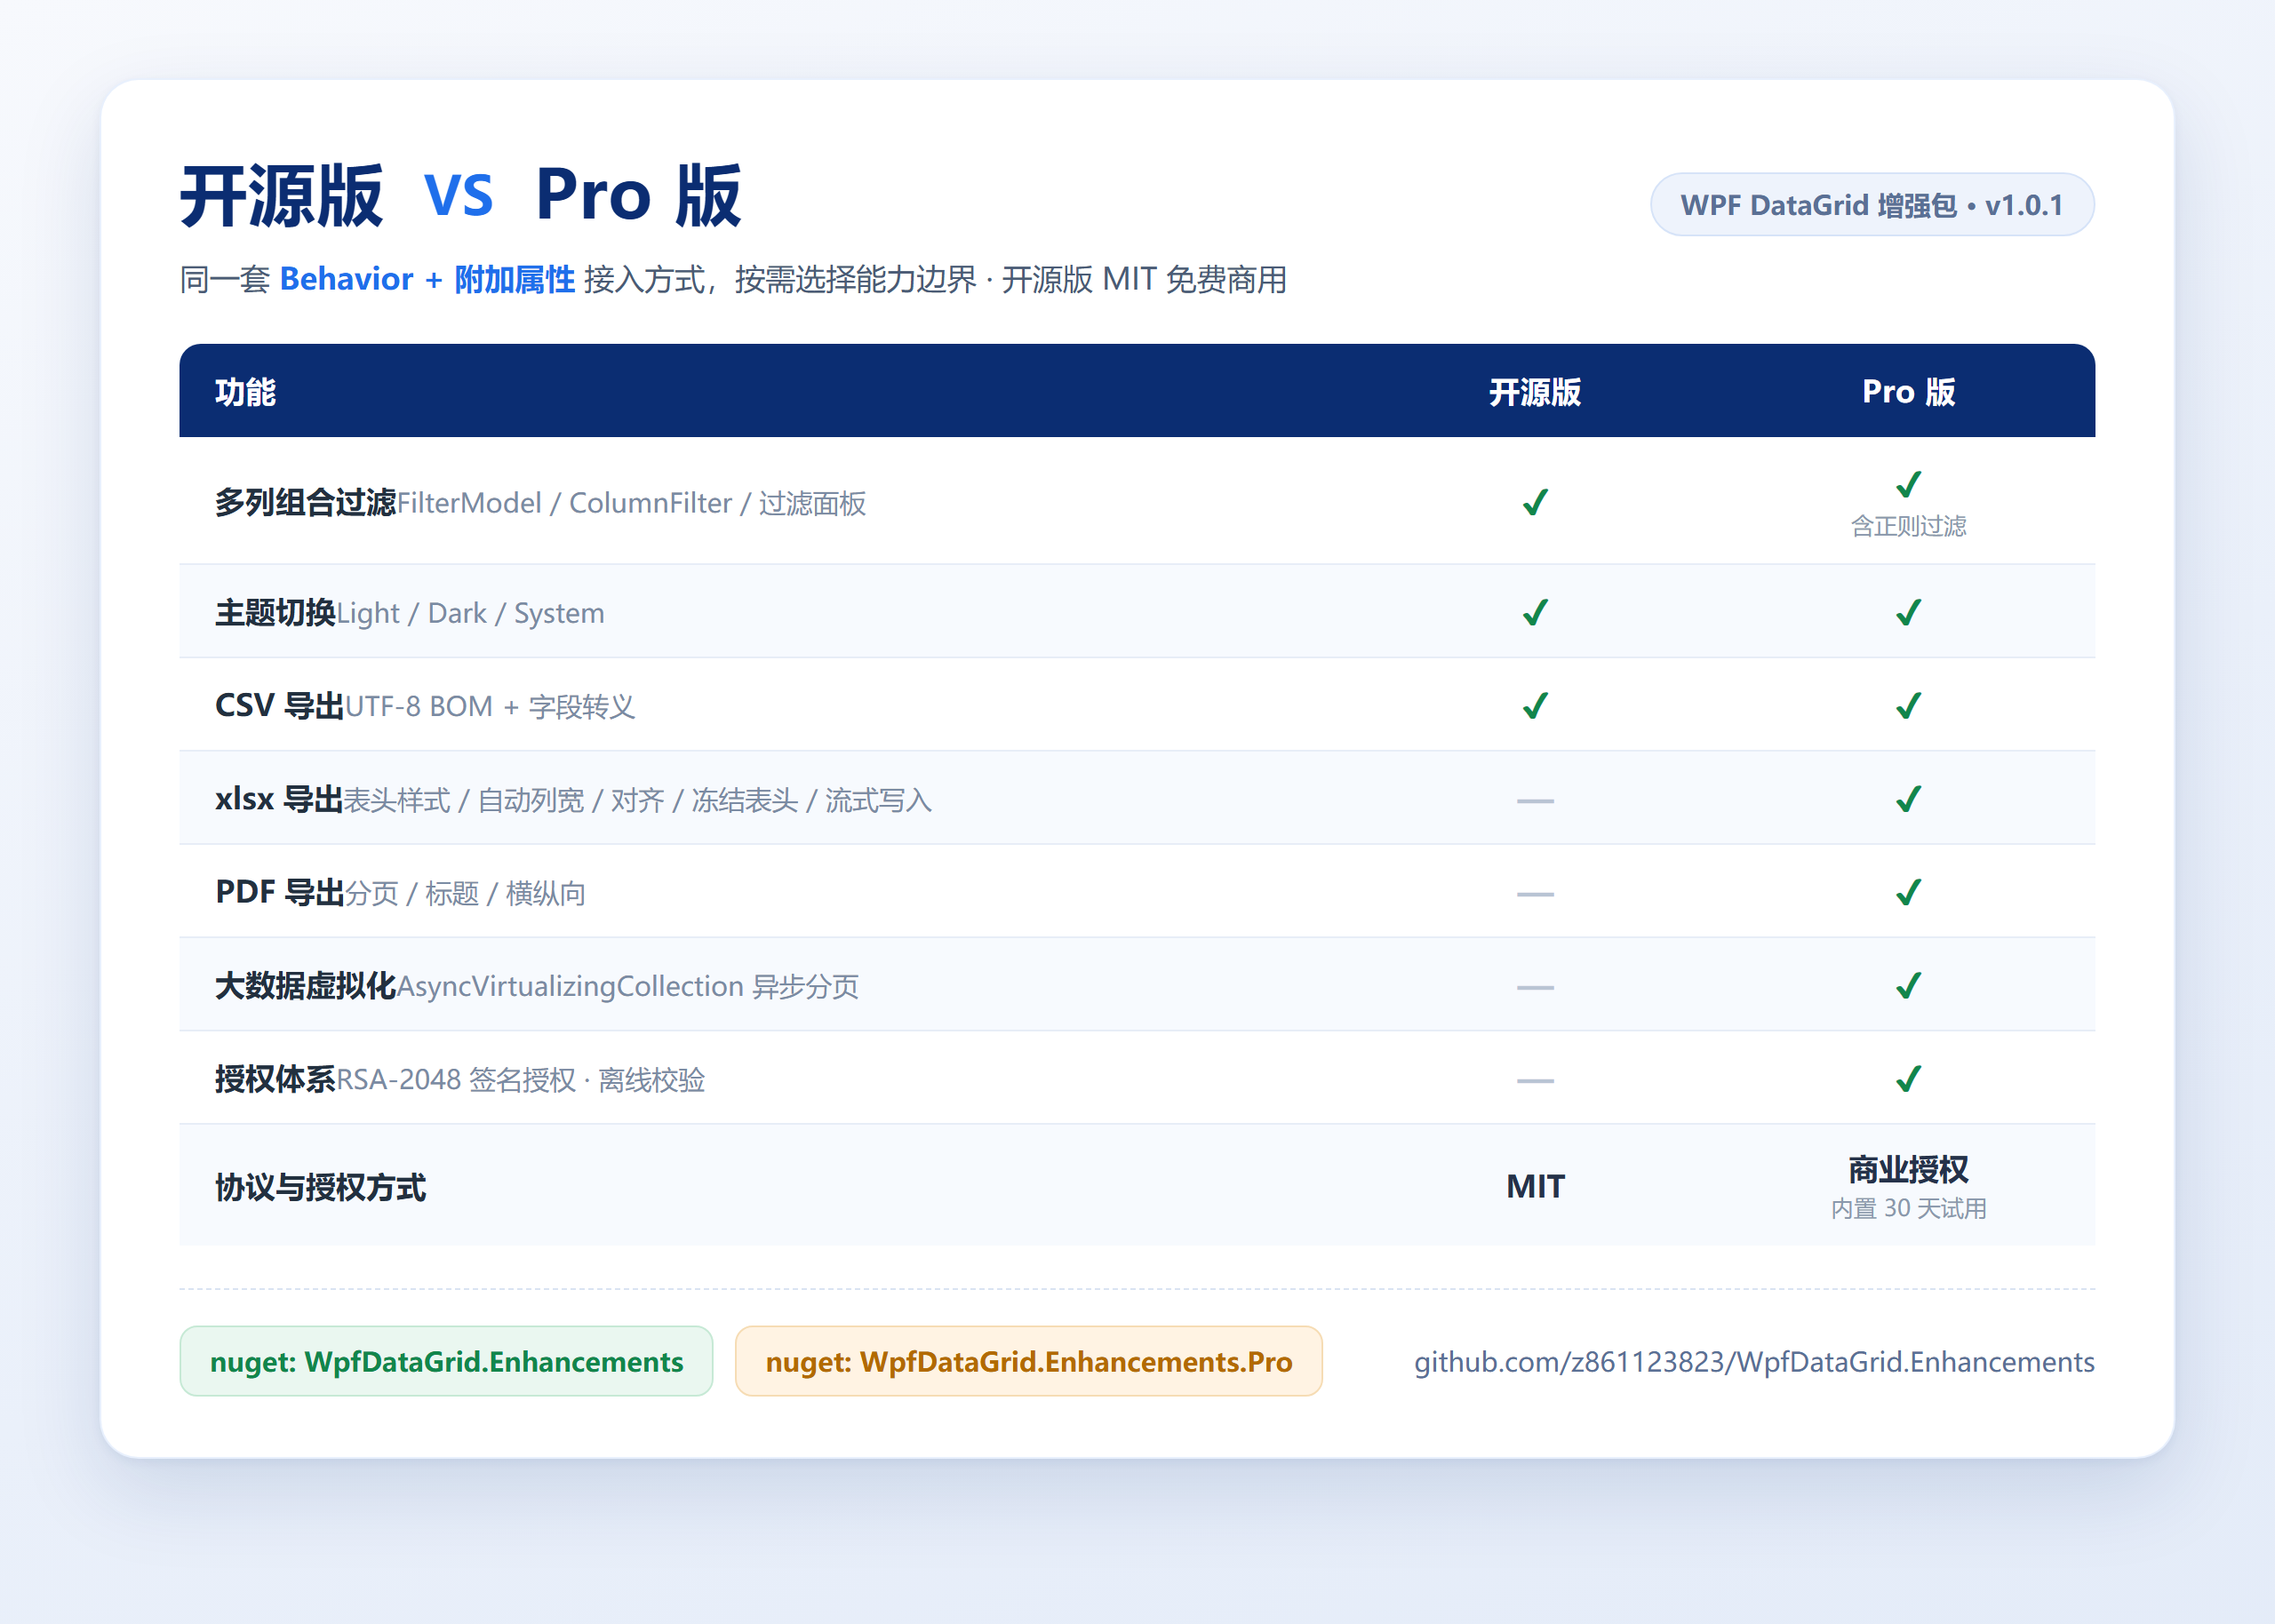 开源版 VS Pro 版
WPF DataGrid 增强包 • v1.0.1
同一套 Behavior + 附加属性 接入方式，按需选择能力边界 · 开源版 MIT 免费商用
功能 开源版 Pro 版
多列组合过滤FilterModel / ColumnFilter / 过滤面板 ✓ ✓
含正则过滤
主题切换Light / Dark / System ✓ ✓
CSV 导出UTF-8 BOM + 字段转义 ✓ ✓
xlsx 导出表头样式 / 自动列宽 / 对齐 / 冻结表头 / 流式写入 — ✓
PDF 导出分页 / 标题 / 横纵向 — ✓
大数据虚拟化AsyncVirtualizingCollection 异步分页 — ✓
授权体系RSA-2048 签名授权 · 离线校验 — ✓
协议与授权方式 MIT 商业授权
内置 30 天试用
nuget: WpfDataGrid.Enhancements
nuget: WpfDataGrid.Enhancements.Pro
github.com/z861123823/WpfDataGrid.Enhancements